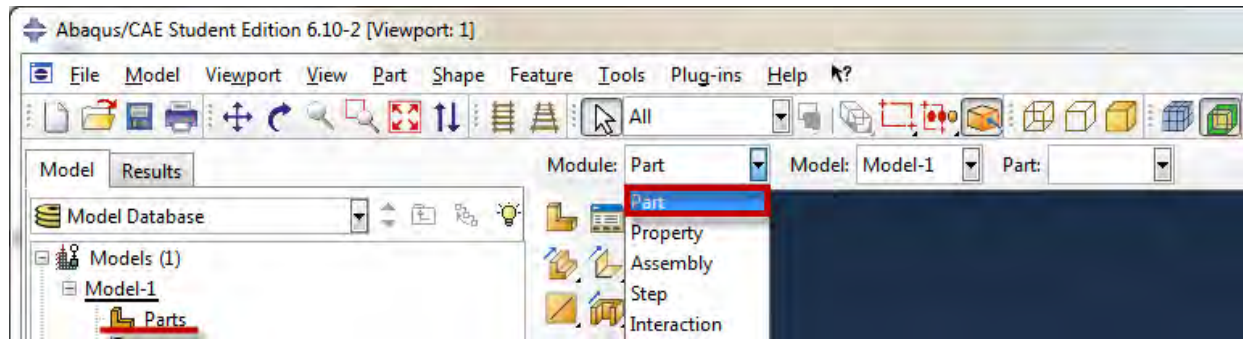 Abaqus/CAE Student Edition 6.10-2 [Viewport: 1]
File Model Viewport View Part Shape Feature Tools Plug-ins Help ?
All
Model Results Module: Part Model: Model-1 Part:
Model Database
Part
Property
Models (1)
Assembly
Model-1
Step
Parts
Interaction